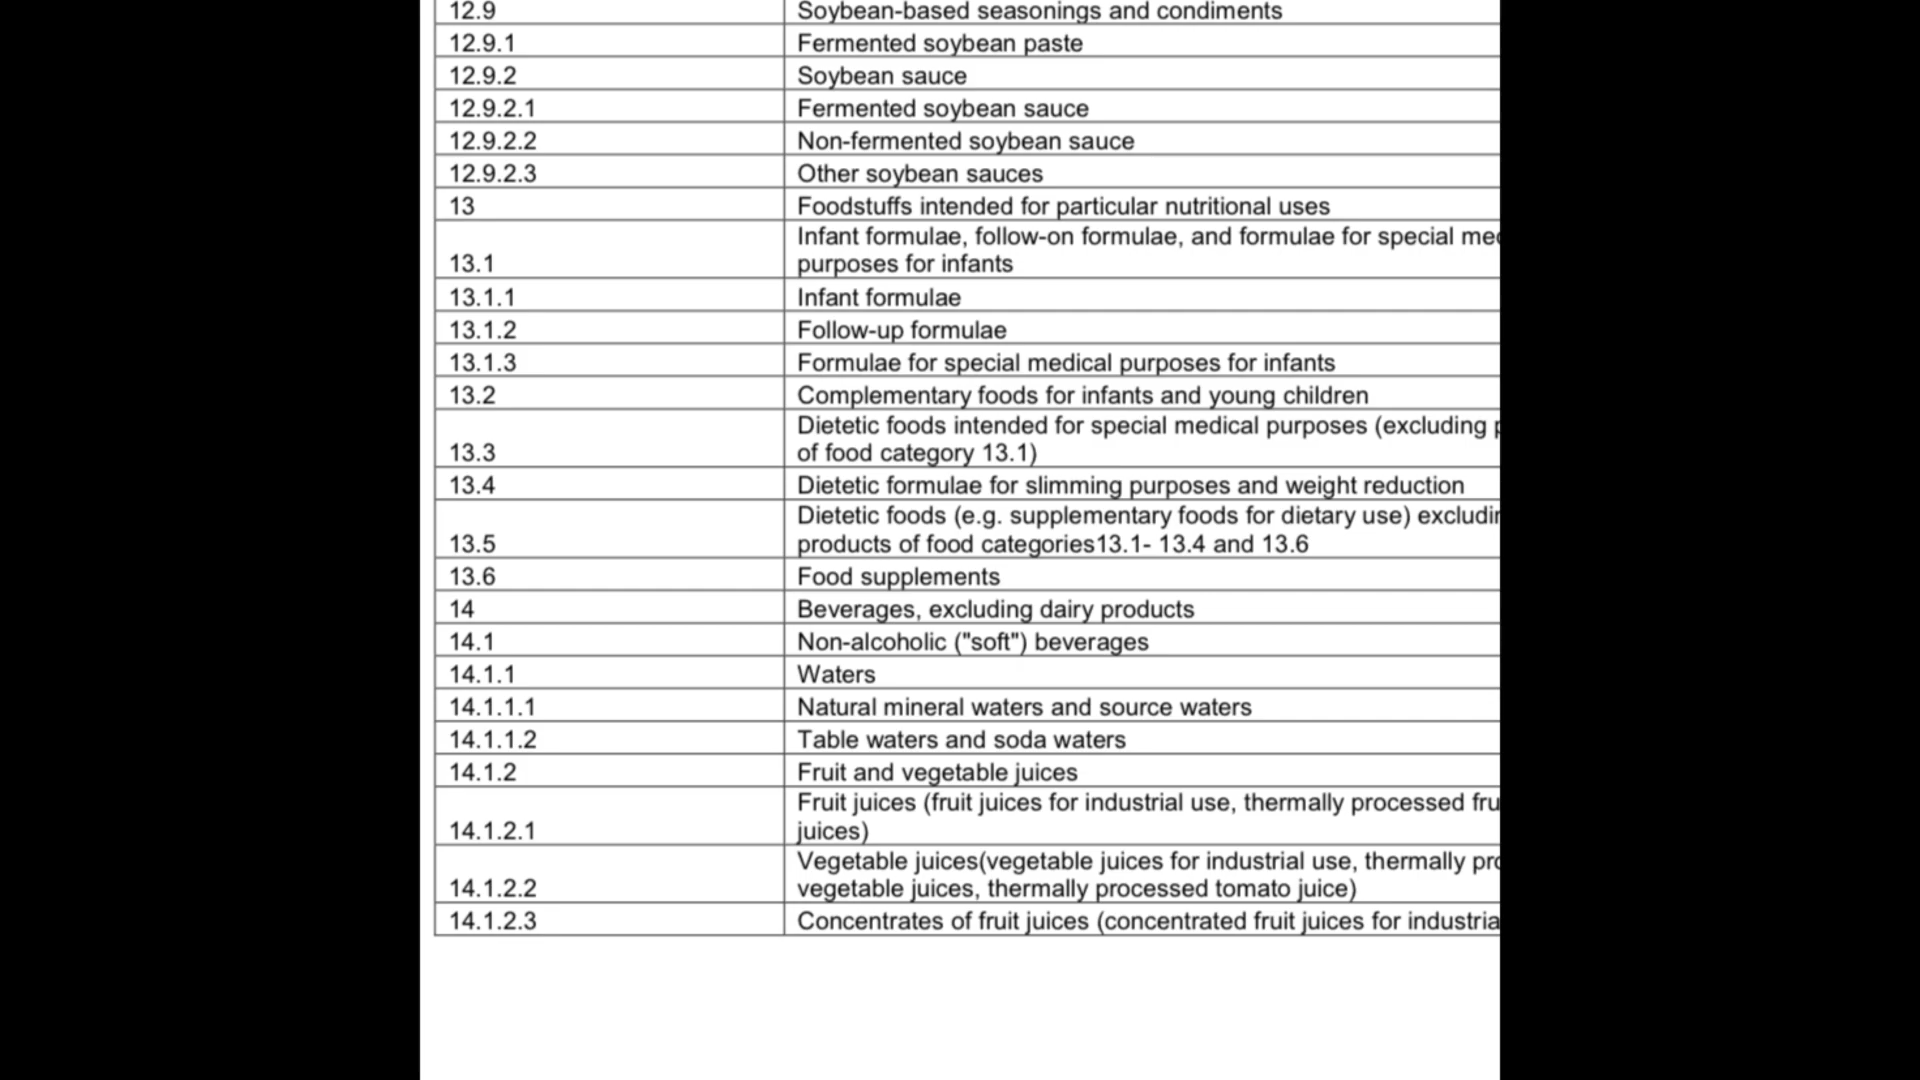 12.9 Soybean-based seasonings and condiments
12.9.1 Fermented soybean paste
12.9.2 Soybean sauce
12.9.2.1 Fermented soybean sauce
12.9.2.2 Non-fermented soybean sauce
12.9.2.3 Other soybean sauces
13 Foodstuffs intended for particular nutritional uses
Infant formulae, follow-on formulae, and formulae for special
13.1 purposes for infants
13.1.1 Infant formulae
13.1.2 Follow-up formulae
13.1.3 Formulae for special medical purposes for infants
13.2 Complementary foods for infants and young children
Dietetic foods intended for special medical purposes (excluding
13.3 of food category 13.1)
13.4 Dietetic formulae for slimming purposes and weight reduction
Dietetic foods (e.g. supplementary foods for dietary use)
13.5 products of food categories13.1- 13.4 and 13.6
13.6 Food supplements
14 Beverages, excluding dairy products
14.1 Non-alcoholic ("soft") beverages
14.1.1 Waters
14.1.1.1 Natural mineral waters and source waters
14.1.1.2 Table waters and soda waters
14.1.2 Fruit and vegetable juices
Fruit juices (fruit juices for industrial use, thermally processed
14.1.2.1 juices)
Vegetable juices(vegetable juices for industrial use, thermally
14.1.2.2 vegetable juices, thermally processed tomato juice)
14.1.2.3 Concentrates of fruit juices (concentrated fruit juices for